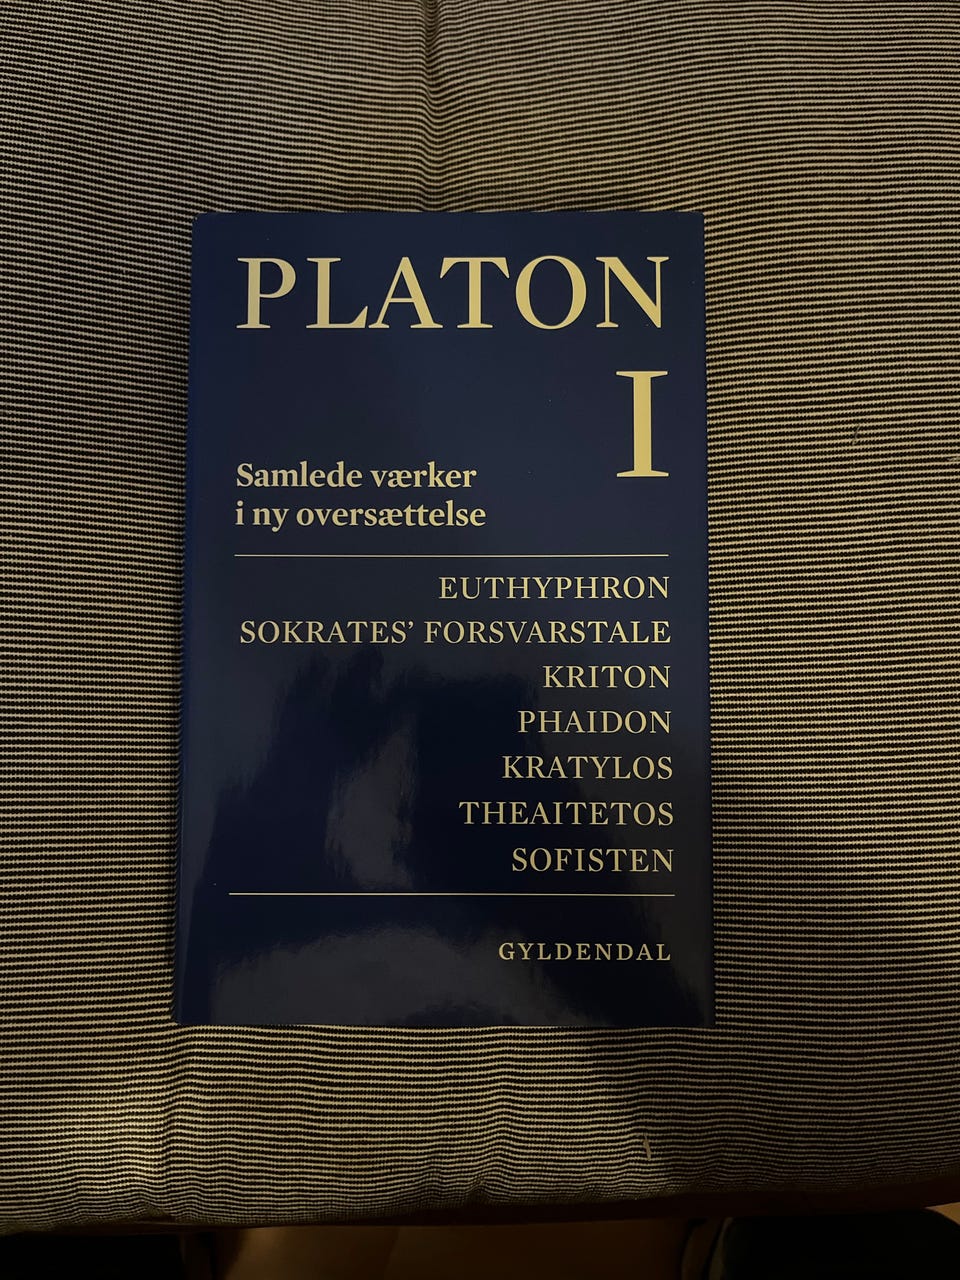 PLATON
I
Samlede værker
i ny oversættelse
EUTHYPHRON
SOKRATES’ FORSVARSTALE
KRITON
PHAIDON
KRATYLOS
THEAITETOS
SOFISTEN
GYLDENDAL